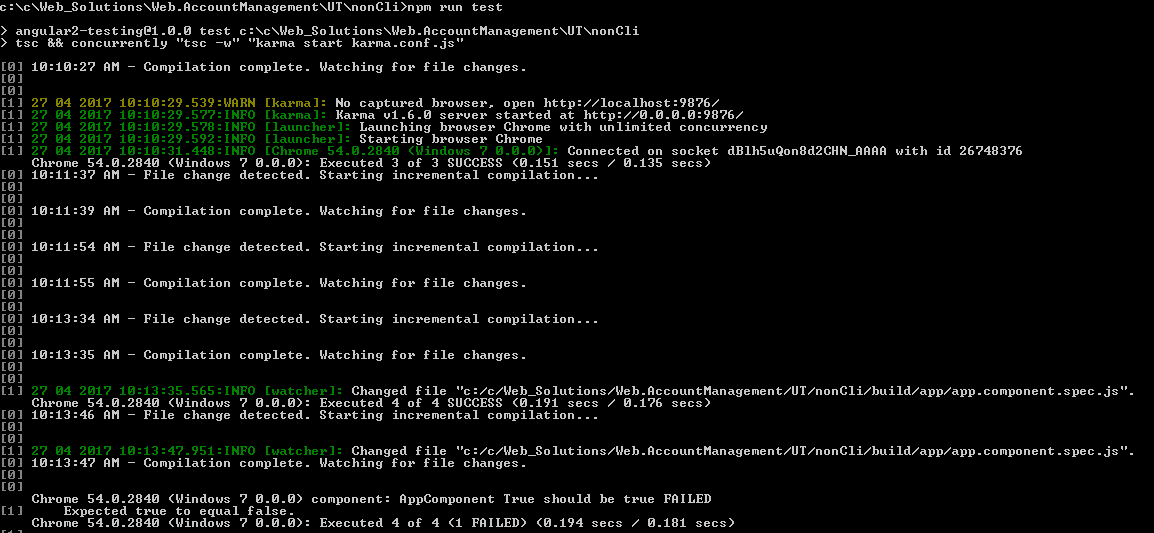 c:\c\Web_Solutions\Web.AccountManagement\UT\nonCli>npm run test
> angular2-testing@1.0.0 test c:\c\Web_Solutions\Web.AccountManagement\UT\nonCli
> tsc && concurrently "tsc -w" "karma start karma.conf.js"
[0] 10:10:27 AM - Compilation complete. Watching for file changes.
[0]
[0]
[1] 27 04 2017 10:10:29.539:WARN [karma]: No captured browser, open http://localhost:9876/
[1] 27 04 2017 10:10:29.577:INFO [karma]: Karma v1.6.0 server started at http://0.0.0.0:9876/
[1] 27 04 2017 10:10:29.578:INFO [launcher]: Launching browser Chrome with unlimited concurrency
[1] 27 04 2017 10:10:29.592:INFO [launcher]: Starting browser Chrome
[1] 27 04 2017 10:10:31.448:INFO [Chrome 54.0.2840 (Windows 7 0.0.0)]: Connected on socket dBlh5uQon8d2CHN_AAAA with id 26748376
Chrome 54.0.2840 (Windows 7 0.0.0): Executed 3 of 3 SUCCESS (0.151 secs / 0.135 secs)
[0] 10:11:37 AM - File change detected. Starting incremental compilation...
[0]
[0]
[0] 10:11:39 AM - Compilation complete. Watching for file changes.
[0]
[0]
[0] 10:11:54 AM - File change detected. Starting incremental compilation...
[0]
[0]
[0] 10:11:55 AM - Compilation complete. Watching for file changes.
[0]
[0]
[0] 10:13:34 AM - File change detected. Starting incremental compilation...
[0]
[0]
[0] 10:13:35 AM - Compilation complete. Watching for file changes.
[0]
[0]
[1] 27 04 2017 10:13:35.565:INFO [watcher]: Changed file "c:/c/Web_Solutions/Web.AccountManagement/UT/nonCli/build/app/app.component.spec.js".
Chrome 54.0.2840 (Windows 7 0.0.0): Executed 4 of 4 SUCCESS (0.191 secs / 0.176 secs)
[0] 10:13:46 AM - File change detected. Starting incremental compilation...
[0]
[0]
[1] 27 04 2017 10:13:47.951:INFO [watcher]: Changed file "c:/c/Web_Solutions/Web.AccountManagement/UT/nonCli/build/app/app.component.spec.js".
[0] 10:13:47 AM - Compilation complete. Watching for file changes.
[0]
[0]
Chrome 54.0.2840 (Windows 7 0.0.0) component: AppComponent True should be true FAILED
[1] Expected true to equal false.
Chrome 54.0.2840 (Windows 7 0.0.0): Executed 4 of 4 (1 FAILED) (0.194 secs / 0.181 secs)